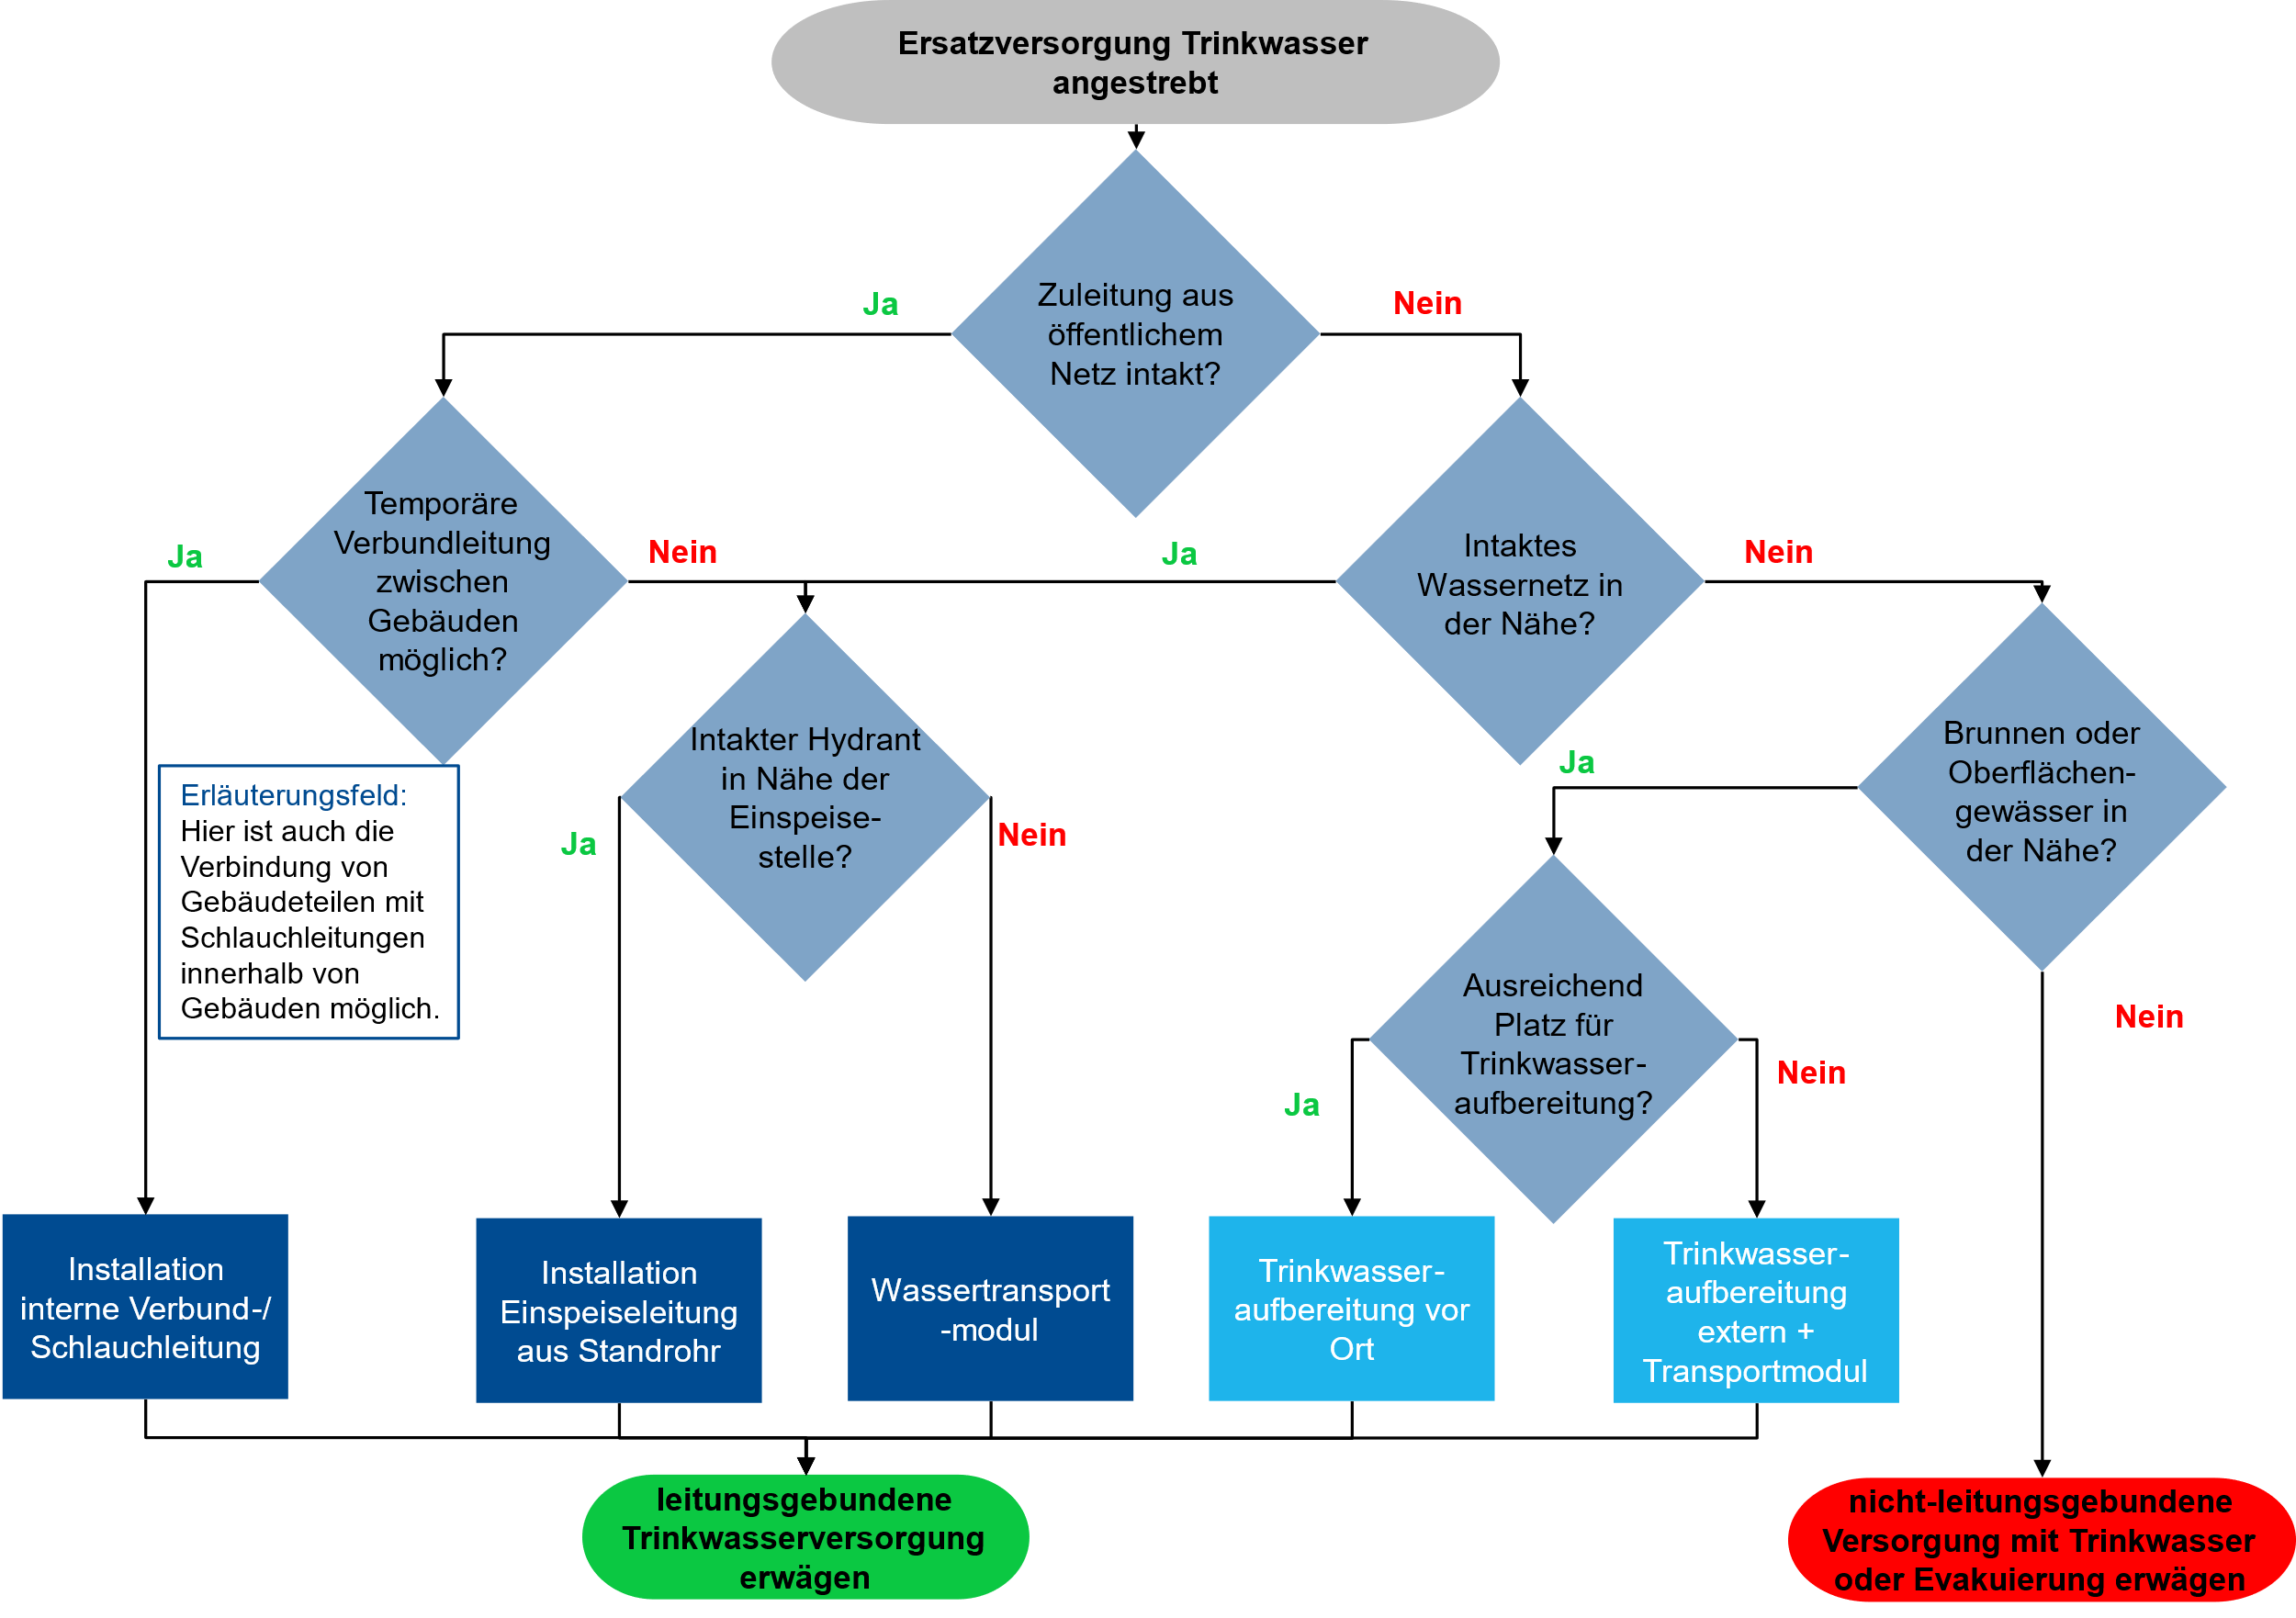 Ersatzversorgung Trinkwasser
angestrebt
Zuleitung aus
öffentlichem
Netz intakt?
Ja
Nein
Temporäre
Verbundleitung
zwischen
Gebäuden
möglich?
Ja
Nein
Ja
Intaktes
Wassernetz in
der Nähe?
Nein
Intakter Hydrant
in Nähe der
Einspeise-
stelle?
Ja
Nein
Brunnen oder
Oberflächen-
gewässer in
der Nähe?
Ja
Nein
Erläuterungsfeld:
Hier ist auch die
Verbindung von
Gebäudeteilen mit
Schlauchleitungen
innerhalb von
Gebäuden möglich.
Ausreichend
Platz für
Trinkwasser-
aufbereitung?
Ja
Nein
Installation
interne Verbund-/
Schlauchleitung
Installation
Einspeiseleitung
aus Standrohr
Wassertransport
-modul
Trinkwasser-
aufbereitung vor
Ort
Trinkwasser-
aufbereitung
extern +
Transportmodul
leitungsgebundene
Trinkwasserversorgung
erwägen
nicht-leitungsgebundene
Versorgung mit Trinkwasser
oder Evakuierung erwägen